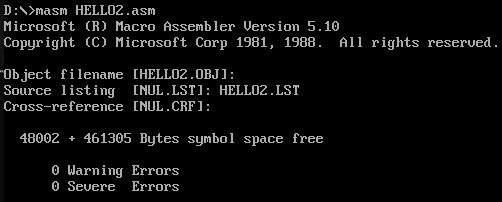 D:\>masm HELLO2.asm
Microsoft (R) Macro Assembler Version 5.10
Copyright (C) Microsoft Corp 1981, 1988.  All rights reserved.
Object filename [HELLO2.OBJ]:
Source listing  [NUL.LST]: HELLO2.LST
Cross-reference [NUL.CRF]:
48002 + 461305 Bytes symbol space free
0 Warning Errors
0 Severe  Errors